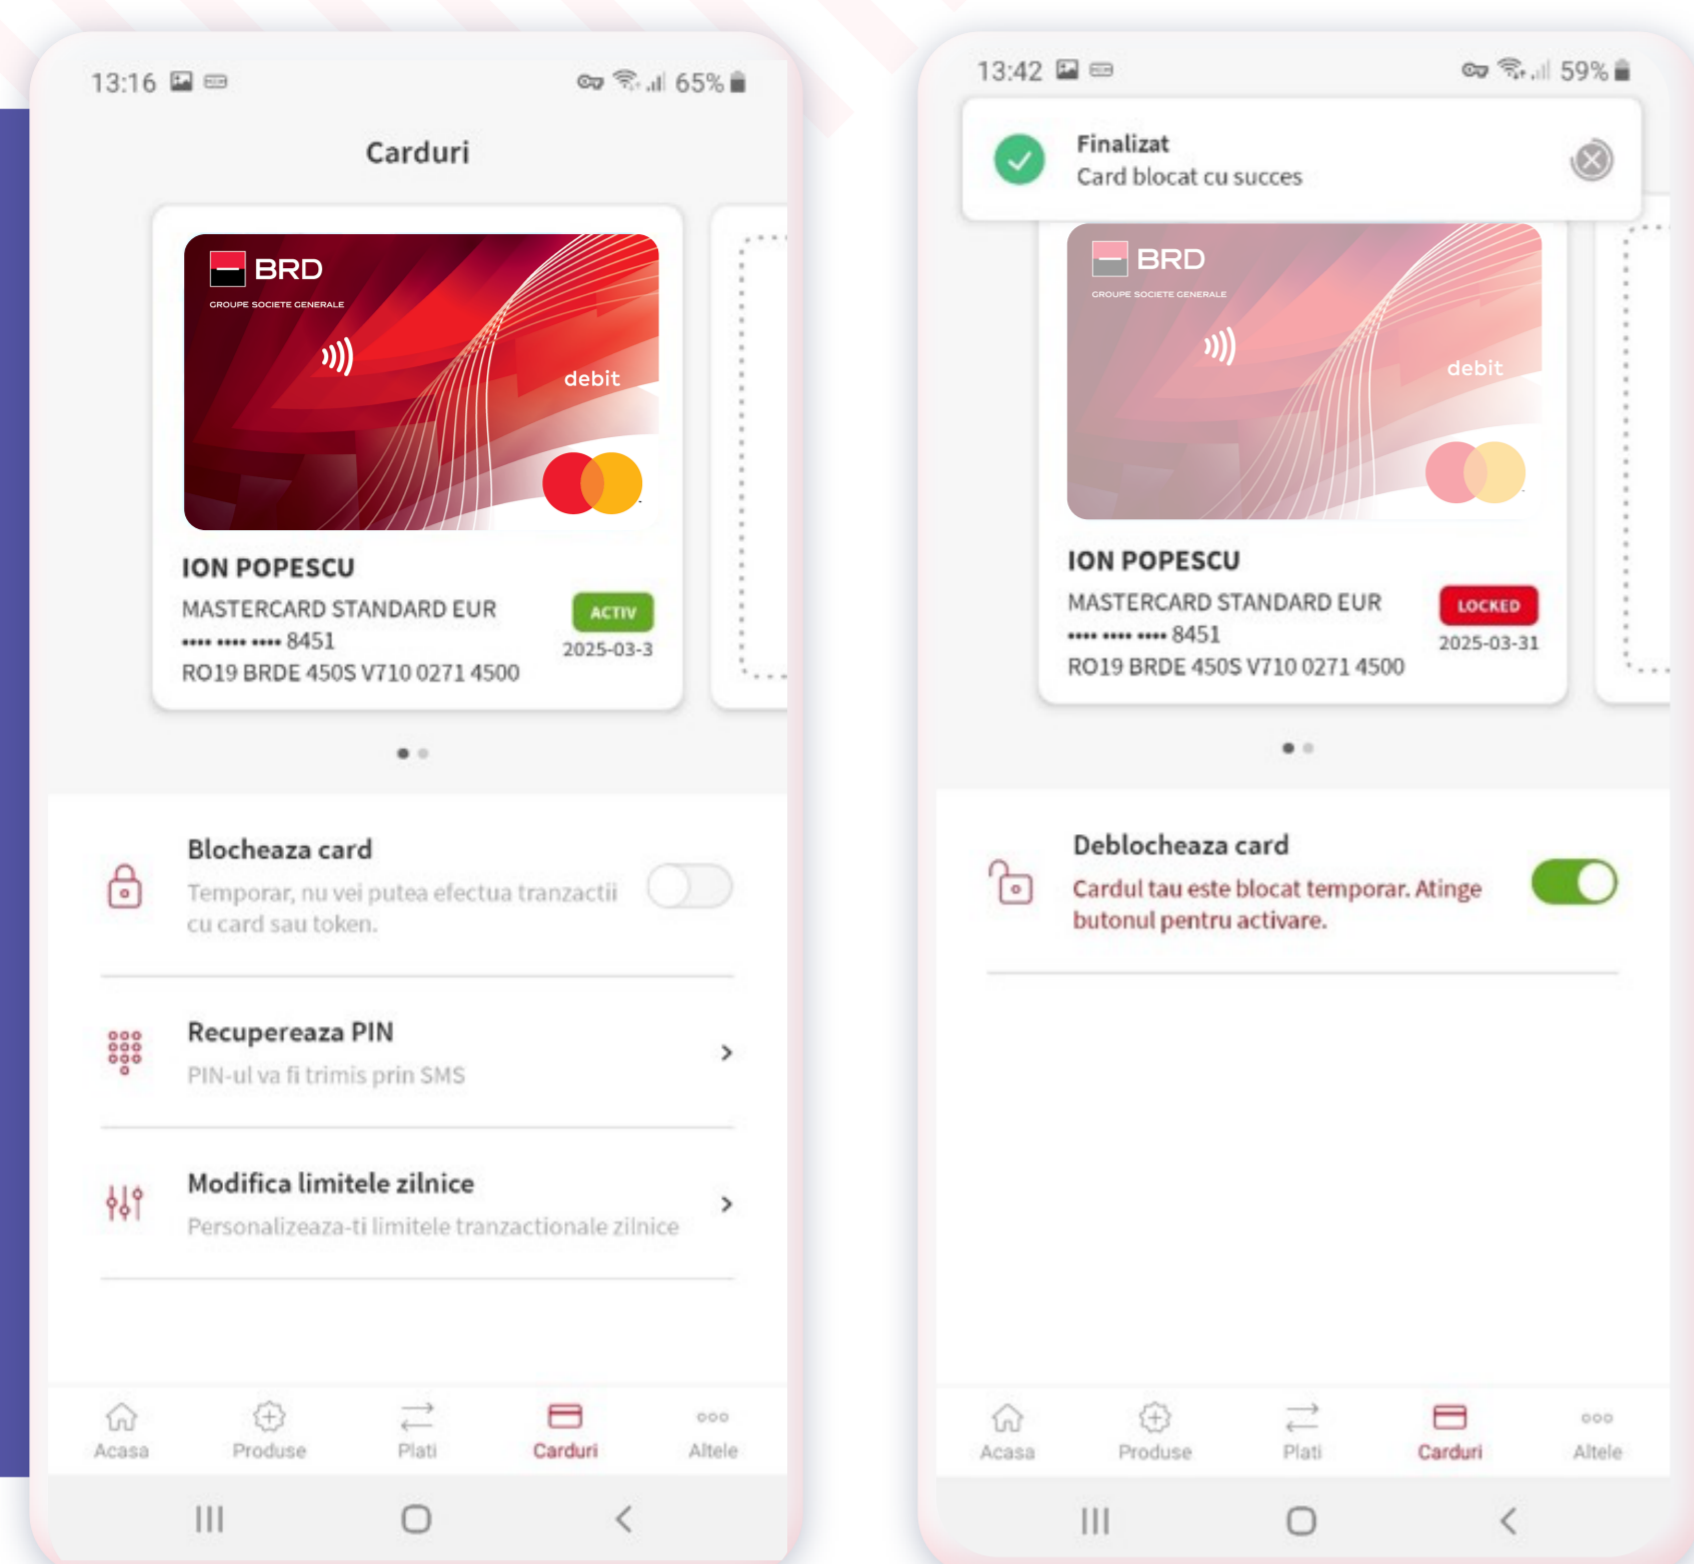 13:16
65%
Carduri
BRD
GROUPE SOCIETE GENERALE
debit
ION POPESCU
MASTERCARD STANDARD EUR
ACTIV
•••• •••• •••• 8451
2025-03-3
RO19 BRDE 450S V710 0271 4500
Blocheaza card
Temporar, nu vei putea efectua tranzactii
cu card sau token.
Recupereaza PIN
PIN-ul va fi trimis prin SMS
Modifica limitele zilnice
Personalizeaza-ti limitele tranzactionale zilnice
Acasa
Produse
Plati
Carduri
Altele
13:42
59%
Finalizat
Card blocat cu succes
BRD
GROUPE SOCIETE GENERALE
debit
ION POPESCU
MASTERCARD STANDARD EUR
LOCKED
•••• •••• •••• 8451
2025-03-31
RO19 BRDE 450S V710 0271 4500
Deblocheaza card
Cardul tau este blocat temporar. Atinge
butonul pentru activare.
Acasa
Produse
Plati
Carduri
Altele